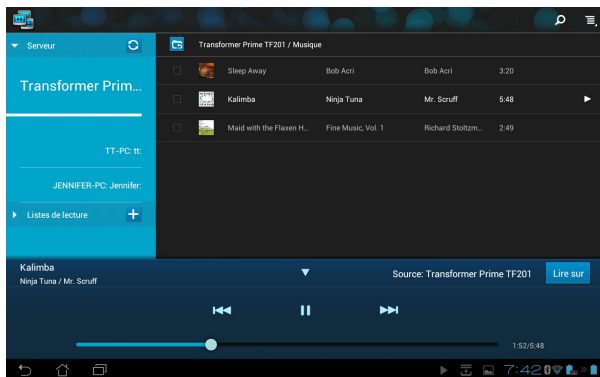 Serveur
Transformer Prime TF201 / Musique
Transformer Prim...
Sleep Away Bob Acri Bob Acri 3:20
Kalimba Ninja Tuna Mr. Scruff 5:48
Maid with the Flaxen H... Fine Music, Vol. 1 Richard Stoltzm... 2:49
TT-PC: tt:
JENNIFER-PC: Jennifer:
Listes de lecture
Kalimba
Ninja Tuna / Mr. Scruff
Source: Transformer Prime TF201
Lire sur
1:52/5:48
7:42